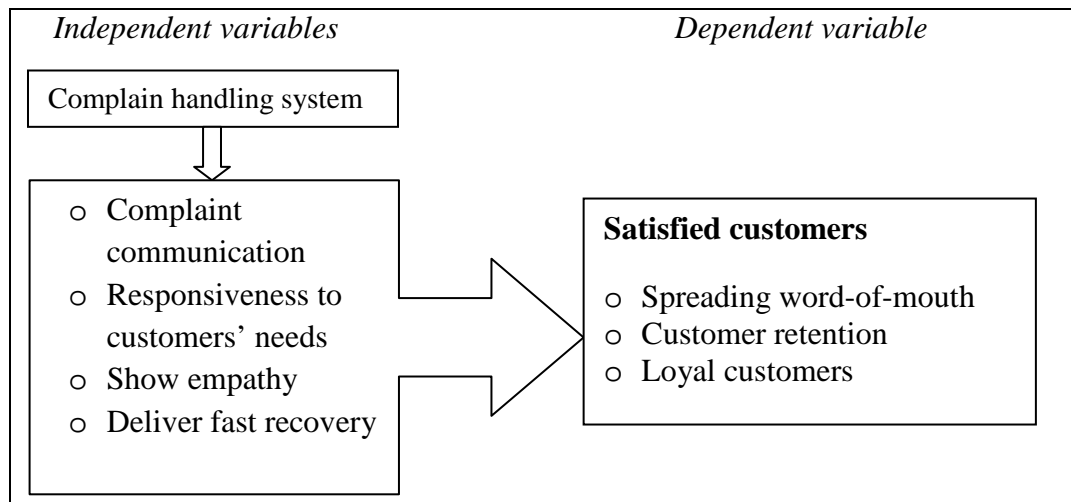 Independent variables
Dependent variable
Complain handling system
o Complaint
communication
o Responsiveness to
customers’ needs
o Show empathy
o Deliver fast recovery
Satisfied customers
o Spreading word-of-mouth
o Customer retention
o Loyal customers